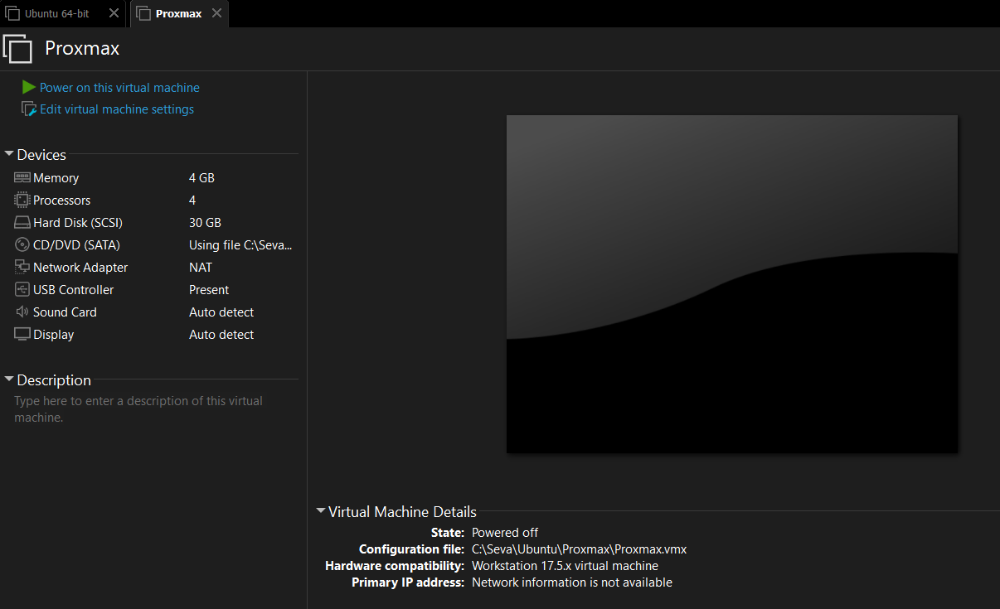 Ubuntu 64-bit
Proxmax
Proxmax
Power on this virtual machine
Edit virtual machine settings
Devices
Memory 4 GB
Processors 4
Hard Disk (SCSI) 30 GB
CD/DVD (SATA) Using file C:\Seva...
Network Adapter NAT
USB Controller Present
Sound Card Auto detect
Display Auto detect
Description
Type here to enter a description of this virtual
machine.
Virtual Machine Details
State: Powered off
Configuration file: C:\Seva\Ubuntu\Proxmax\Proxmax.vmx
Hardware compatibility: Workstation 17.5.x virtual machine
Primary IP address: Network information is not available